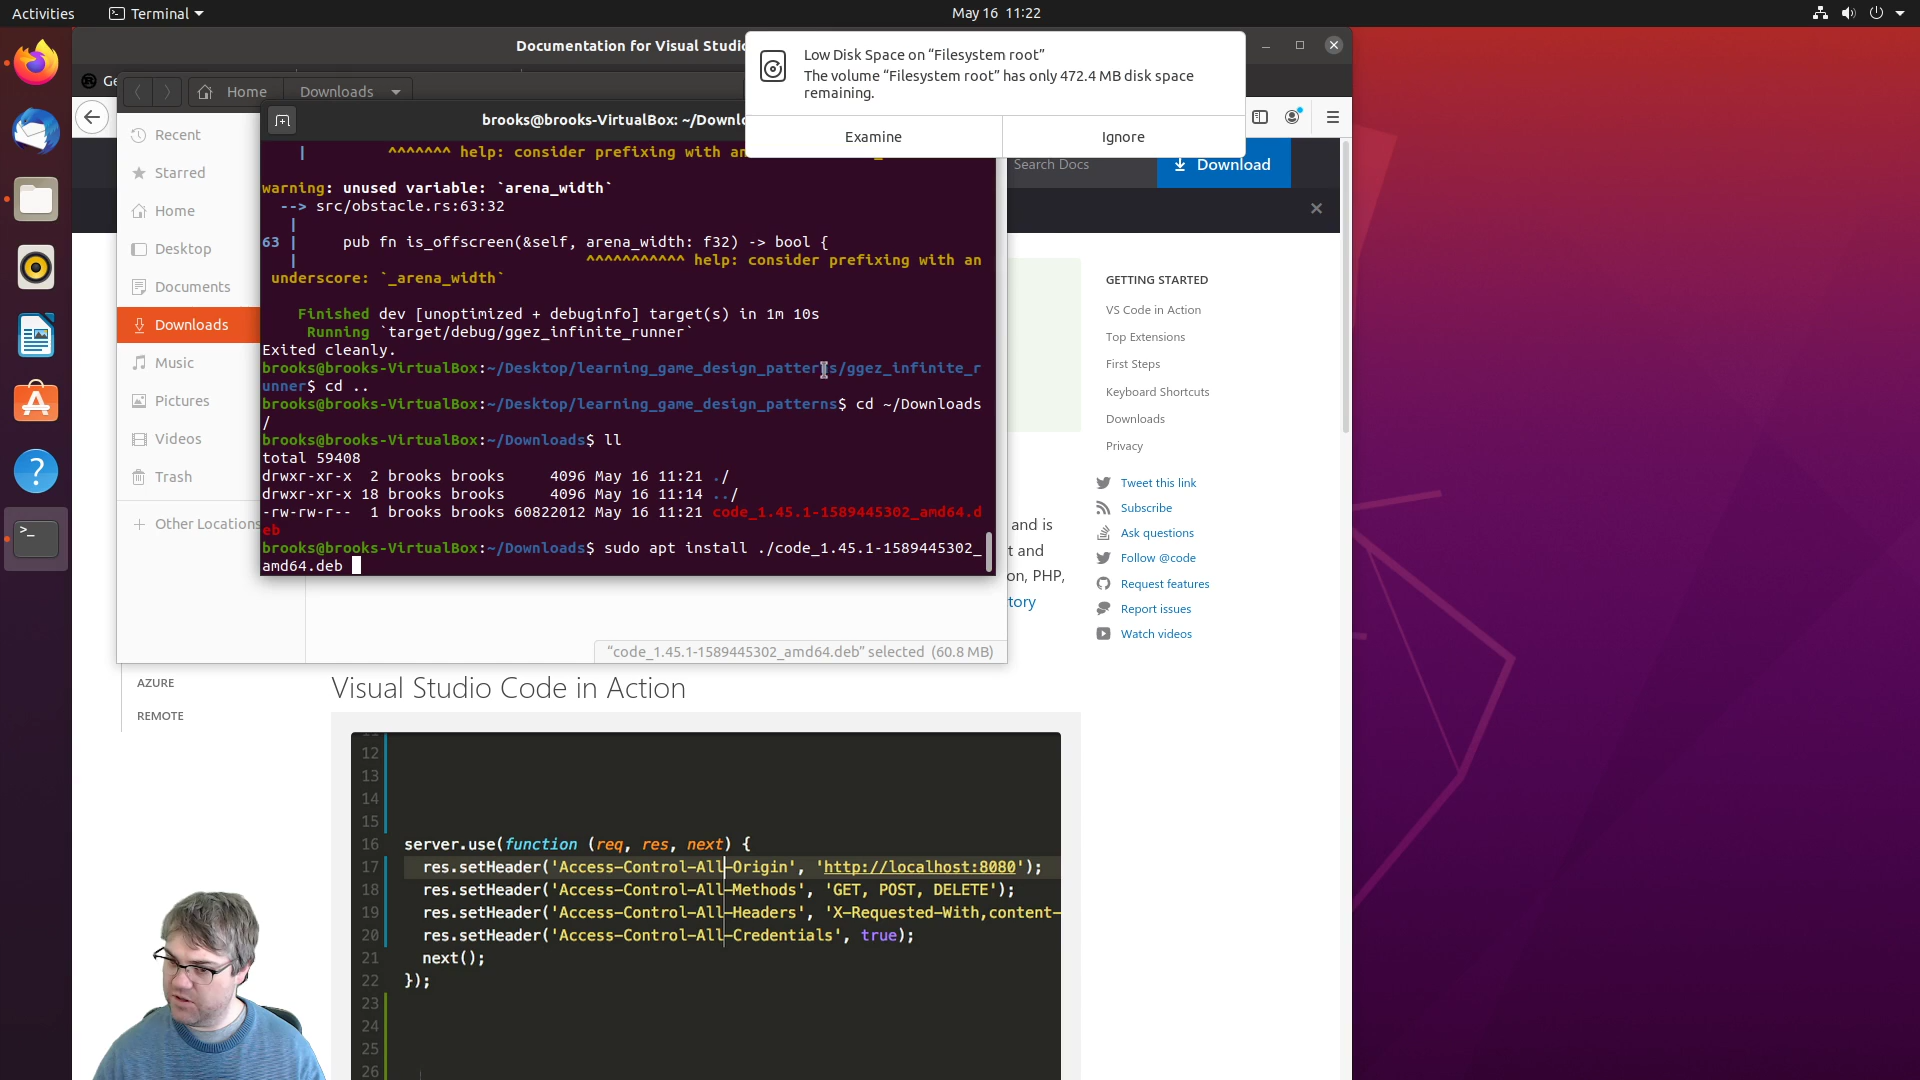 Activities
Terminal
May 16 11:22
Documentation for Visual Studio
Low Disk Space on “Filesystem root”
The volume “Filesystem root” has only 472.4 MB disk space
remaining.
Examine
Ignore
Home
Downloads
brooks@brooks-VirtualBox: ~/Downlo
Search Docs
Download
Recent
Starred
Home
Desktop
Documents
Downloads
Music
Pictures
Videos
Trash
+ Other Locations
| ^^^^^^^ help: consider prefixing with an
warning: unused variable: `arena_width`
--> src/obstacle.rs:63:32
|
63 | pub fn is_offscreen(&self, arena_width: f32) -> bool {
| ^^^^^^^^^^^ help: consider prefixing with an
underscore: `_arena_width`
Finished dev [unoptimized + debuginfo] target(s) in 1m 10s
Running `target/debug/ggez_infinite_runner`
Exited cleanly.
brooks@brooks-VirtualBox:~/Desktop/learning_game_design_patterns/ggez_infinite_r
unner$ cd ..
brooks@brooks-VirtualBox:~/Desktop/learning_game_design_patterns$ cd ~/Downloads
/
brooks@brooks-VirtualBox:~/Downloads$ ll
total 59408
drwxr-xr-x 2 brooks brooks 4096 May 16 11:21 ./
drwxr-xr-x 18 brooks brooks 4096 May 16 11:14 ../
-rw-rw-r-- 1 brooks brooks 60822012 May 16 11:21 code_1.45.1-1589445302_amd64.d
eb
brooks@brooks-VirtualBox:~/Downloads$ sudo apt install ./code_1.45.1-1589445302_
amd64.deb
“code_1.45.1-1589445302_amd64.deb” selected (60.8 MB)
and is
t and
on, PHP,
tory
GETTING STARTED
VS Code in Action
Top Extensions
First Steps
Keyboard Shortcuts
Downloads
Privacy
Tweet this link
Subscribe
Ask questions
Follow @code
Request features
Report issues
Watch videos
AZURE
REMOTE
Visual Studio Code in Action
12
13
14
15
16 server.use(function (req, res, next) {
17 res.setHeader('Access-Control-All-Origin', 'http://localhost:8080');
18 res.setHeader('Access-Control-All-Methods', 'GET, POST, DELETE');
19 res.setHeader('Access-Control-All-Headers', 'X-Requested-With,content-
20 res.setHeader('Access-Control-All-Credentials', true);
21 next();
22 });
23
24
25
26